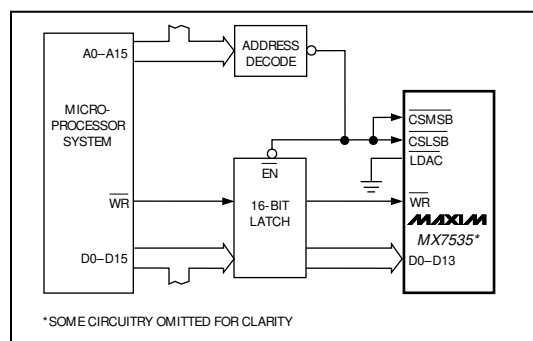 A0–A15
ADDRESS
DECODE
MICRO-
PROCESSOR
SYSTEM
CSMSB
CSLSB
LDAC
EN
WR
16-BIT
LATCH
WR
MAXIM
MX7535*
D0–D15
D0–D13
*SOME CIRCUITRY OMITTED FOR CLARITY